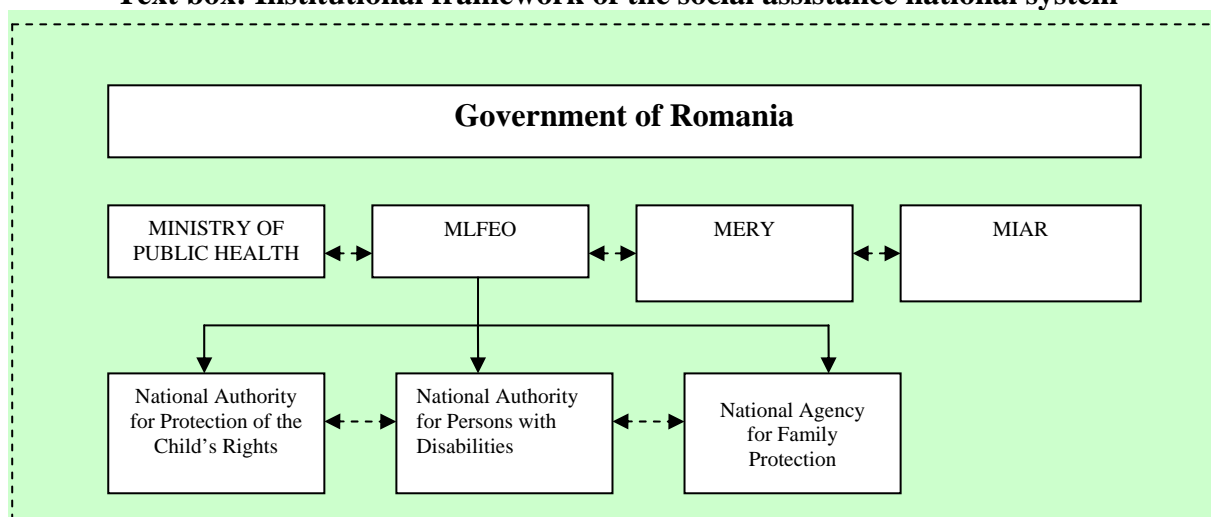 Text box: Institutional framework of the social assistance national system
Government of Romania
MINISTRY OF
PUBLIC HEALTH
MLFEO
MERY
MIAR
National Authority
for Protection of the
Child's Rights
National Authority
for Persons with
Disabilities
National Agency
for Family
Protection